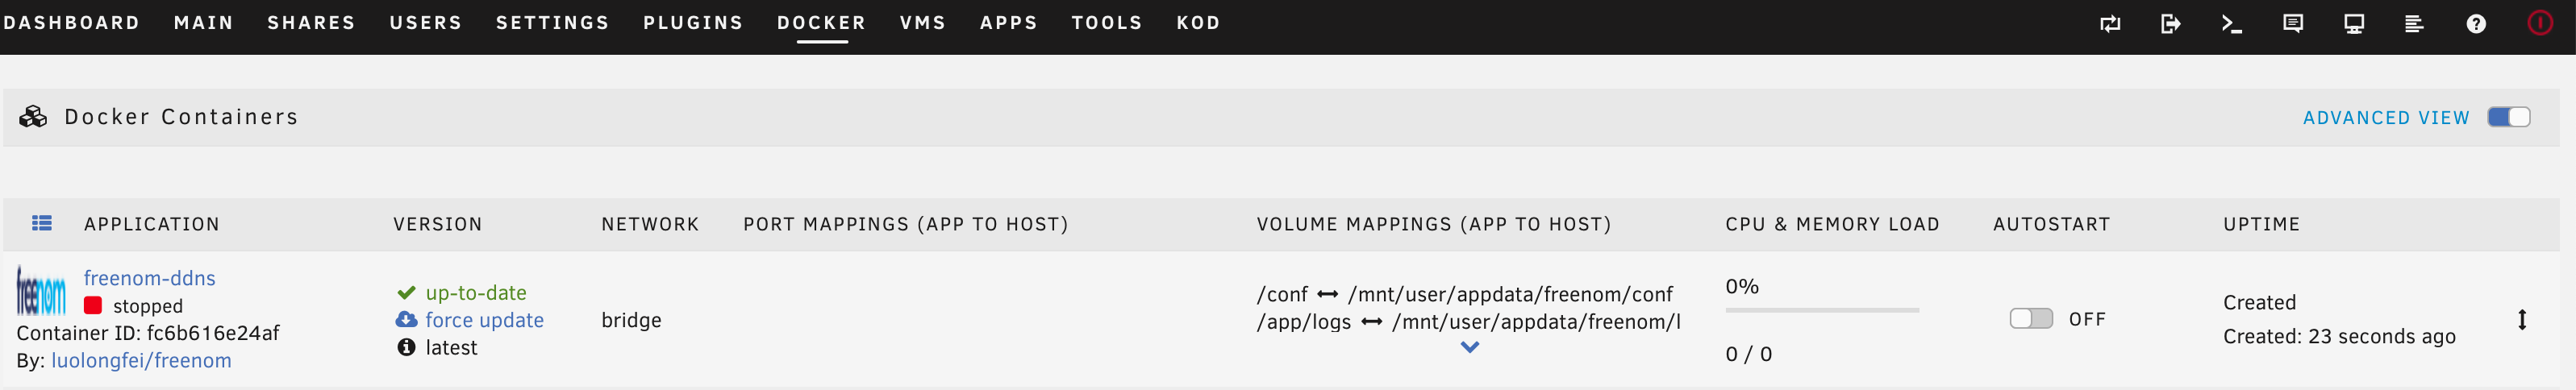 DASHBOARD MAIN SHARES USERS SETTINGS PLUGINS DOCKER VMS APPS TOOLS KOD
Docker Containers
ADVANCED VIEW
APPLICATION VERSION NETWORK PORT MAPPINGS (APP TO HOST) VOLUME MAPPINGS (APP TO HOST) CPU & MEMORY LOAD AUTOSTART UPTIME
freenom
freenom-ddns
stopped
Container ID: fc6b616e24af
By: luolongfei/freenom
up-to-date
force update
latest
bridge
/conf ↔ /mnt/user/appdata/freenom/conf
/app/logs ↔ /mnt/user/appdata/freenom/l
0%
0 / 0
OFF
Created
Created: 23 seconds ago